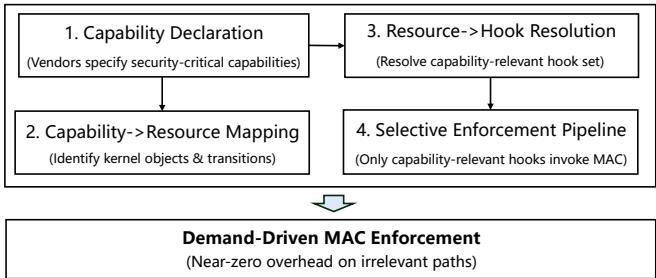 1. Capability Declaration
(Vendors specify security-critical capabilities)
2. Capability->Resource Mapping
(Identify kernel objects & transitions)
3. Resource->Hook Resolution
(Resolve capability-relevant hook set)
4. Selective Enforcement Pipeline
(Only capability-relevant hooks invoke MAC)
Demand-Driven MAC Enforcement
(Near-zero overhead on irrelevant paths)